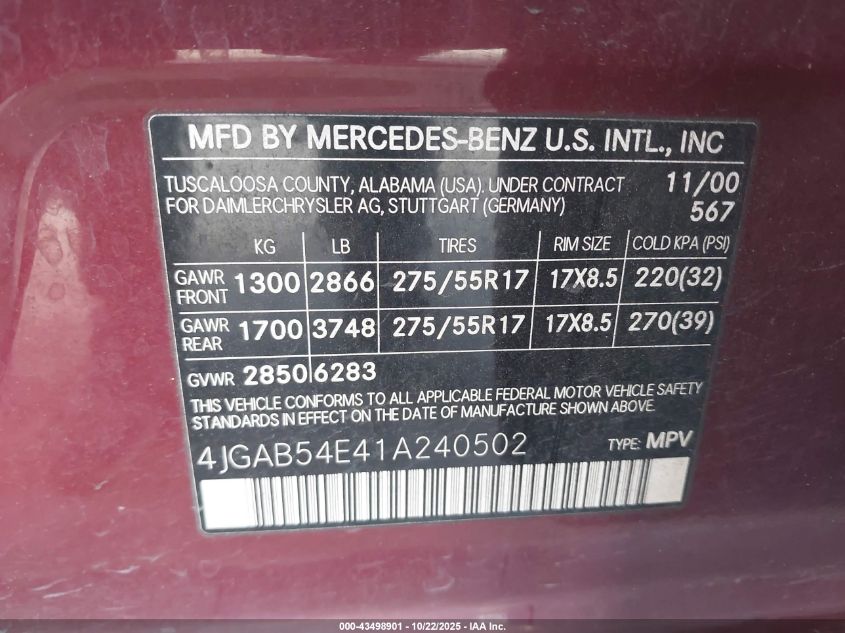 MFD BY MERCEDES-BENZ U.S. INTL., INC
TUSCALOOSA COUNTY, ALABAMA (USA). UNDER CONTRACT 11/00
FOR DAIMLERCHRYSLER AG, STUTTGART (GERMANY) 567
KG LB TIRES RIM SIZE COLD KPA (PSI)
GAWR FRONT 1300 2866 275/55R17 17X8.5 220(32)
GAWR REAR 1700 3748 275/55R17 17X8.5 270(39)
GVWR 2850 6283
THIS VEHICLE CONFORMS TO ALL APPLICABLE FEDERAL MOTOR VEHICLE SAFETY
STANDARDS IN EFFECT ON THE DATE OF MANUFACTURE SHOWN ABOVE.
4JGAB54E41A240502 TYPE: MPV
000-43498901 - 10/22/2025 - IAA Inc.